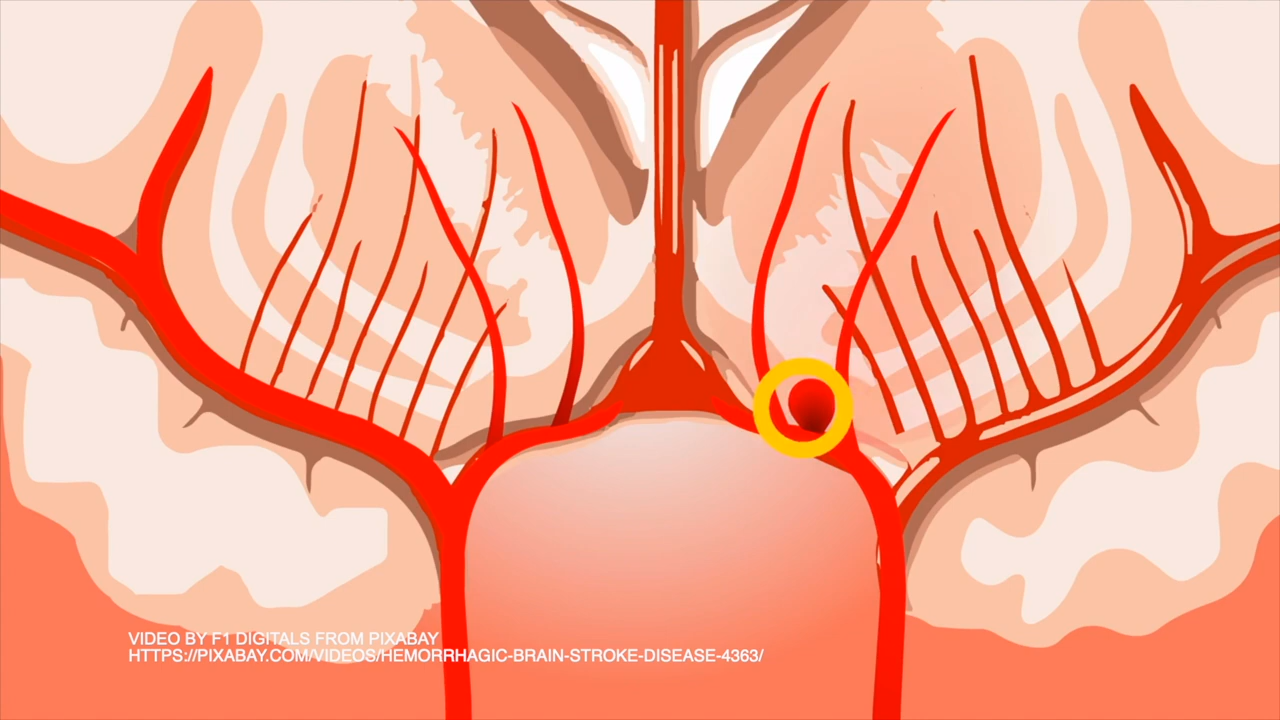 VIDEO BY F1 DIGITALS FROM PIXABAY
HTTPS://PIXABAY.COM/VIDEOS/HEMORRHAGIC-BRAIN-STROKE-DISEASE-4363/